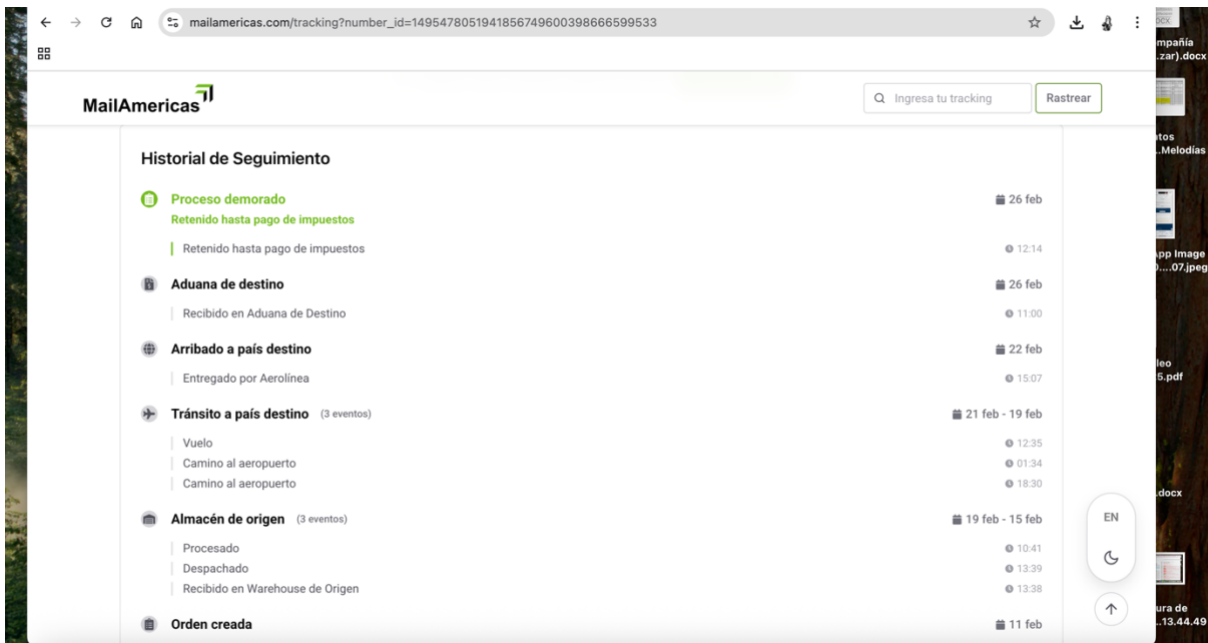 mailamericas.com/tracking?number_id=14954780519418567496003986665​99533
MailAmericas
Ingresa tu tracking
Rastrear
Historial de Seguimiento
Proceso demorado
26 feb
Retenido hasta pago de impuestos
Retenido hasta pago de impuestos
12:14
Aduana de destino
26 feb
Recibido en Aduana de Destino
11:00
Arribado a país destino
22 feb
Entregado por Aerolínea
15:07
Tránsito a país destino (3 eventos)
21 feb - 19 feb
Vuelo
12:35
Camino al aeropuerto
01:34
Camino al aeropuerto
18:30
Almacén de origen (3 eventos)
19 feb - 15 feb
Procesado
10:41
Despachado
13:39
Recibido en Warehouse de Origen
13:38
Orden creada
11 feb
EN
mpañía
.zar).docx
tos
..Melodías
App Image
0....07.jpeg
leo
5.pdf
.docx
ura de
..13.44.49